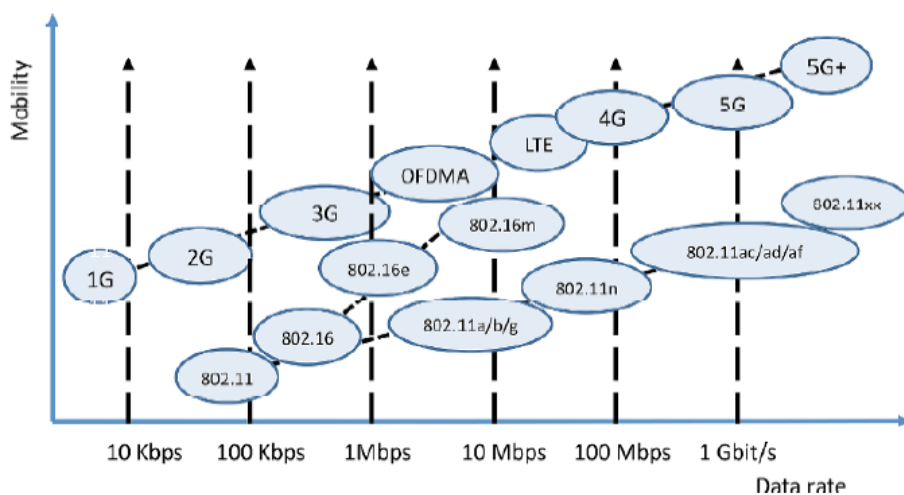 Mobility
5G+
5G
4G
LTE
OFDMA
3G
2G
1G
802.11xx
802.16m
802.11ac/ad/af
802.16e
802.11n
802.11a/b/g
802.16
802.11
10 Kbps 100 Kbps 1Mbps 10 Mbps 100 Mbps 1 Gbit/s
Data rate